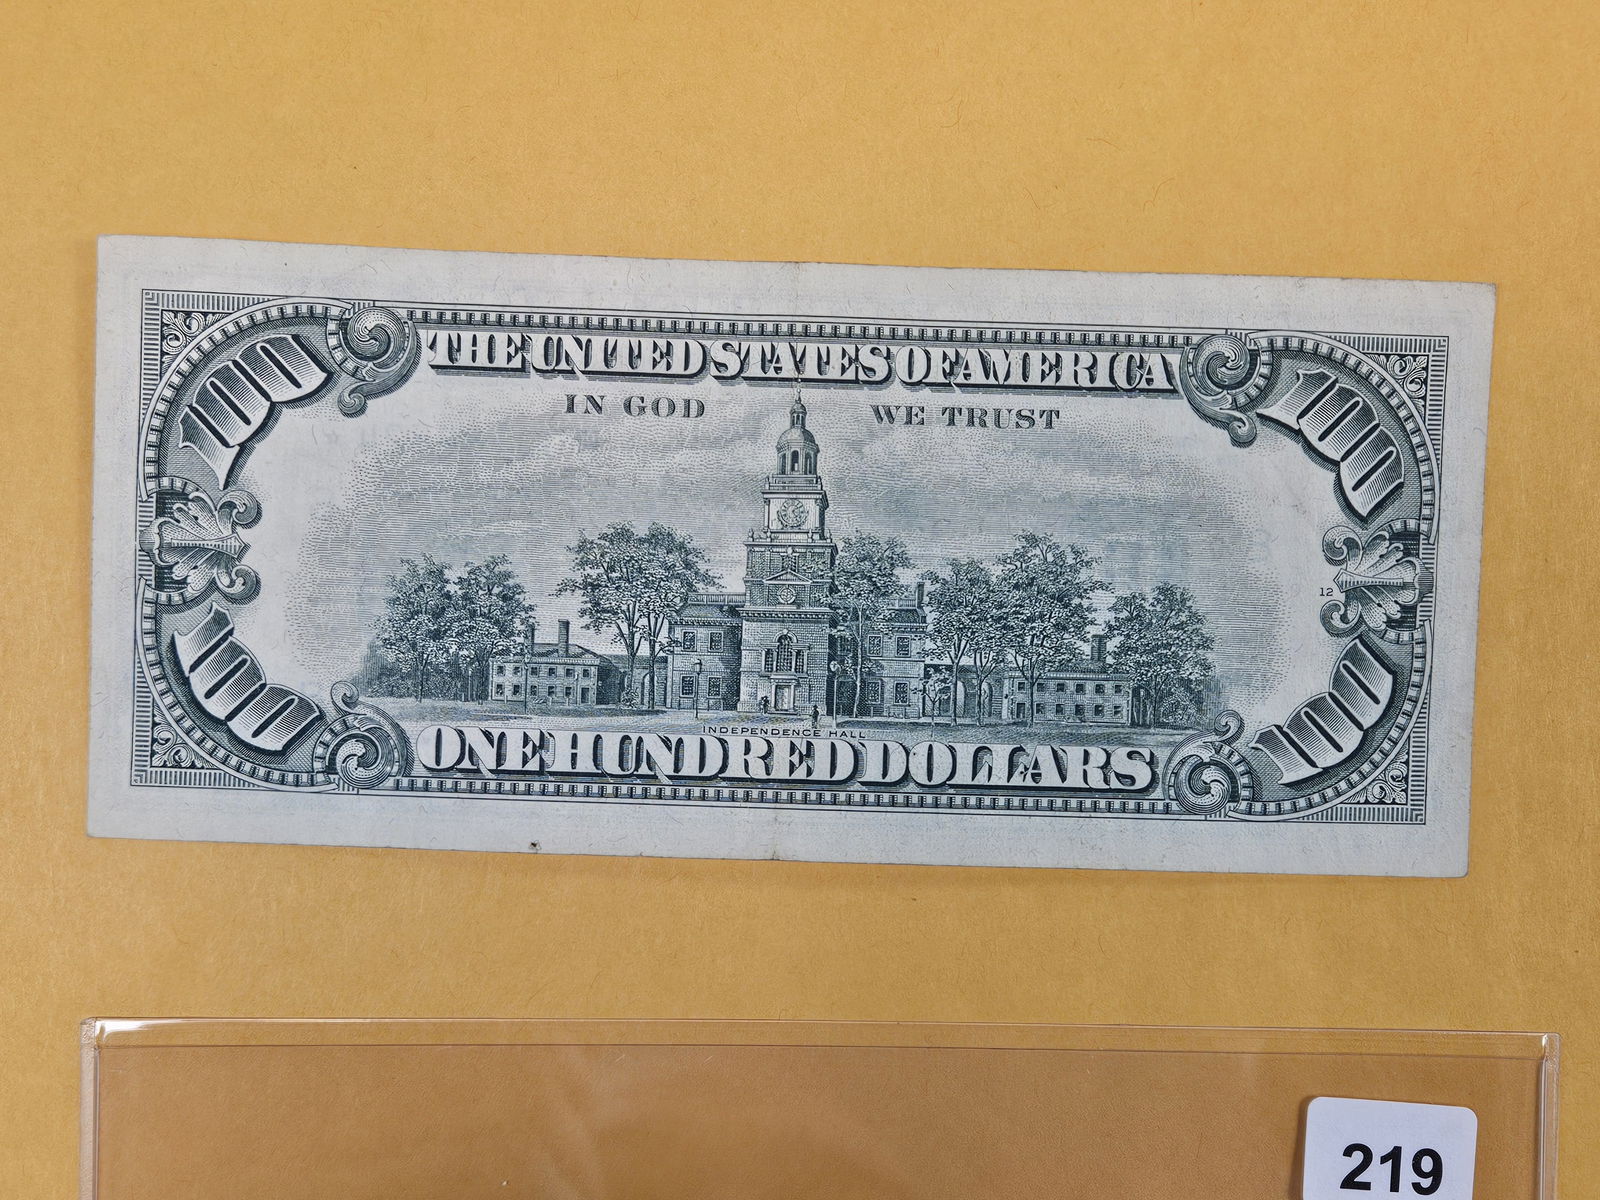 100 THE UNITED STATES OF AMERICA 100
IN GOD WE TRUST
12
INDEPENDENCE HALL
100 ONE HUNDRED DOLLARS 100
219